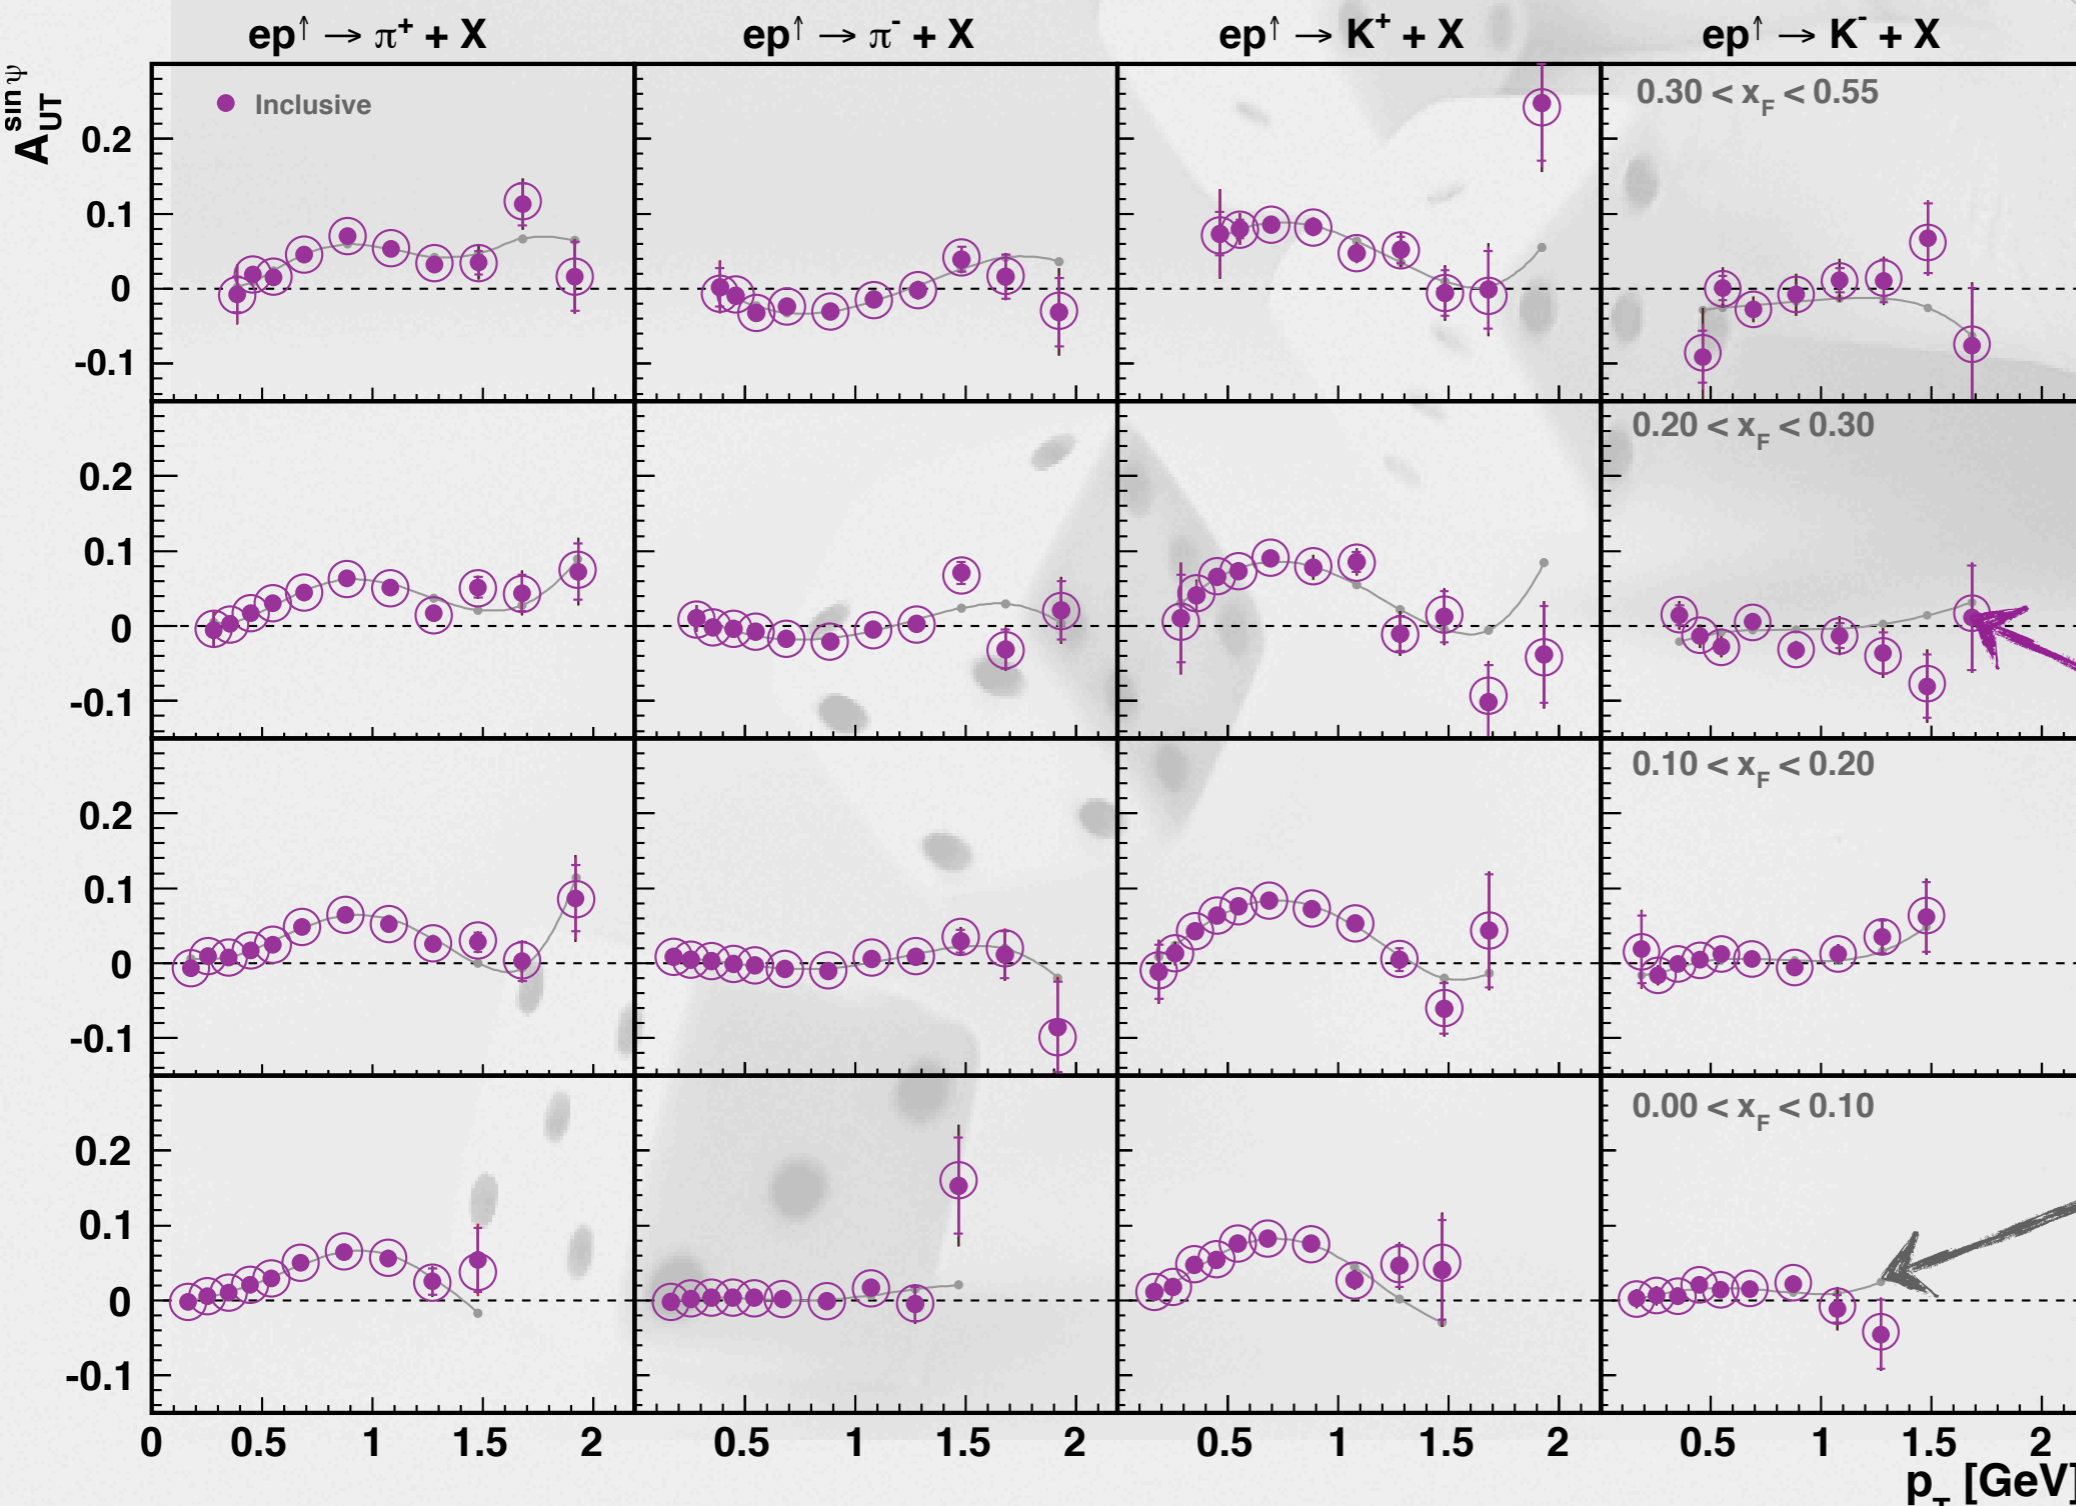 ep↑ → π+ + X
ep↑ → π- + X
ep↑ → K+ + X
ep↑ → K- + X
A_UT^sin ψ
Inclusive
0.30 < x_F < 0.55
0.2
0.1
0
-0.1
0.20 < x_F < 0.30
0.2
0.1
0
-0.1
0.10 < x_F < 0.20
0.2
0.1
0
-0.1
0.00 < x_F < 0.10
0.2
0.1
0
-0.1
0 0.5 1 1.5 2
0.5 1 1.5 2
0.5 1 1.5 2
0.5 1 1.5 2
p_T [GeV]